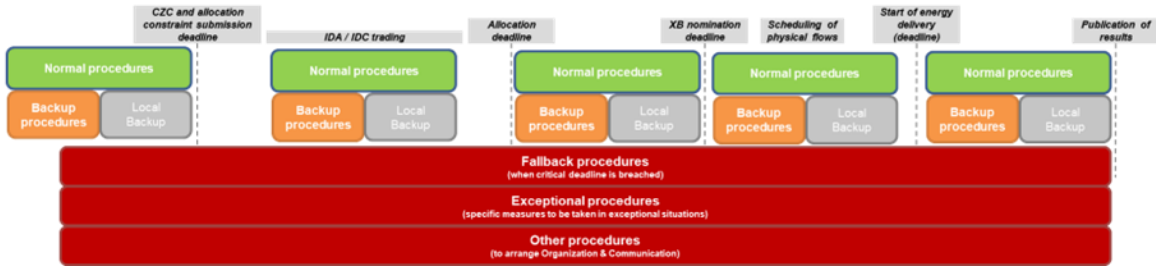 CZC and allocation
constraint submission
deadline
IDA / IDC trading
Allocation
deadline
XB nomination
deadline
Scheduling of
physical flows
Start of energy
delivery
(deadline)
Publication of
results
Normal procedures
Normal procedures
Normal procedures
Normal procedures
Normal procedures
Backup
procedures
Local
Backup
Backup
procedures
Local
Backup
Backup
procedures
Local
Backup
Backup
procedures
Local
Backup
Backup
procedures
Local
Backup
Fallback procedures
(when critical deadline is breached)
Exceptional procedures
(specific measures to be taken in exceptional situations)
Other procedures
(to arrange Organization & Communication)